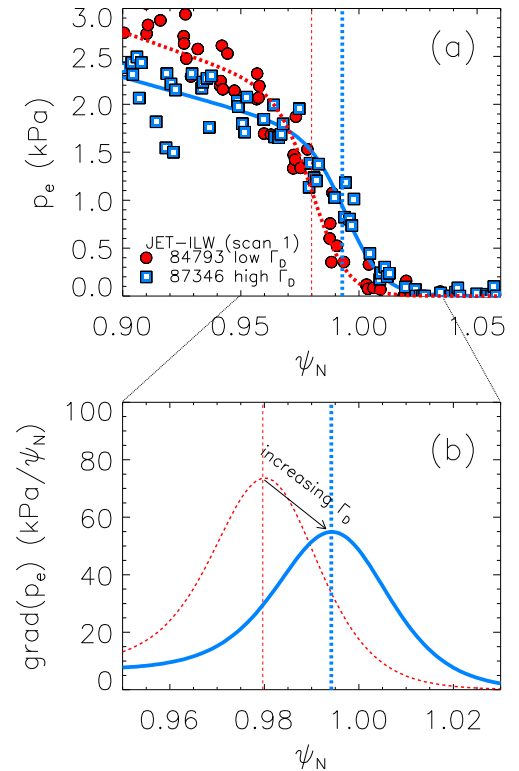 3.0
(a)
2.5
2.0
p_e (kPa)
1.5
1.0
JET-ILW (scan_1)
84793 low Γ_D
0.5
87346 high Γ_D
0.0
0.90 0.95 1.00 1.05
ψ_N
100
(b)
80
increasing Γ_D
60
grad(p_e) (kPa/ψ_N)
40
20
0
0.96 0.98 1.00 1.02
ψ_N